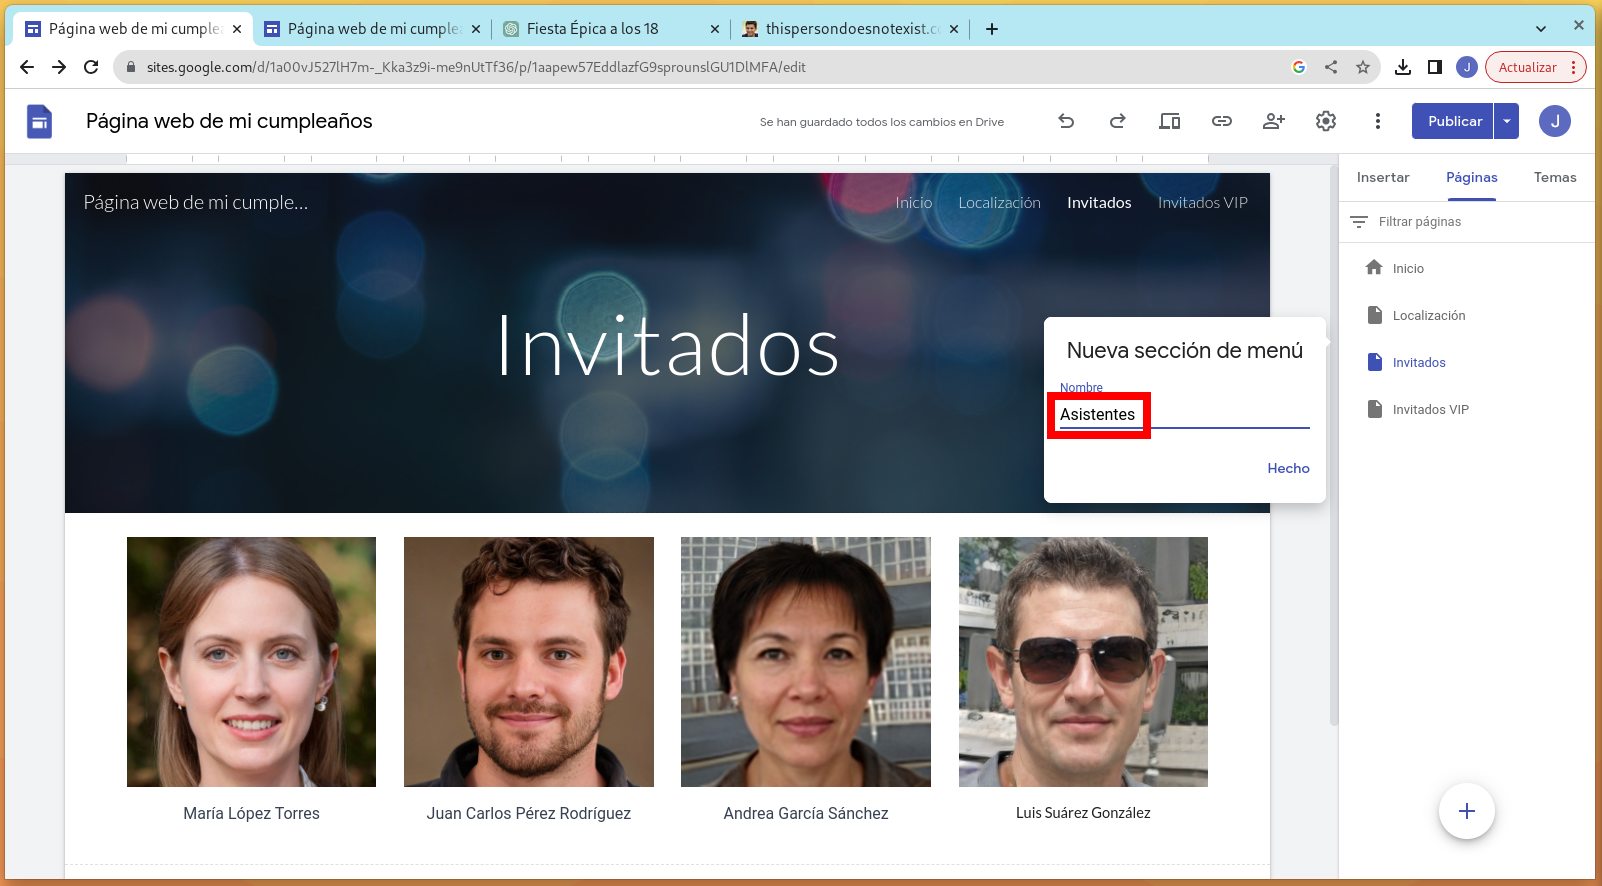 Página web de mi cumple
Página web de mi cumple
Fiesta Épica a los 18
thispersondoesnotexist.c
sites.google.com/d/1a00vJ527lH7m-_Kka3z9i-me9nUtTf36/p/1aapew57EddlazfG9sprounslGU1DlMFA/edit
J
Actualizar
Página web de mi cumpleaños
Se han guardado todos los cambios en Drive
Publicar
J
Insertar
Páginas
Temas
Página web de mi cumple...
Inicio
Localización
Invitados
Invitados VIP
Filtrar páginas
Inicio
Localización
Invitados
Invitados VIP
Invitados
Nueva sección de menú
Nombre
Asistentes
Hecho
María López Torres
Juan Carlos Pérez Rodríguez
Andrea García Sánchez
Luis Suárez González